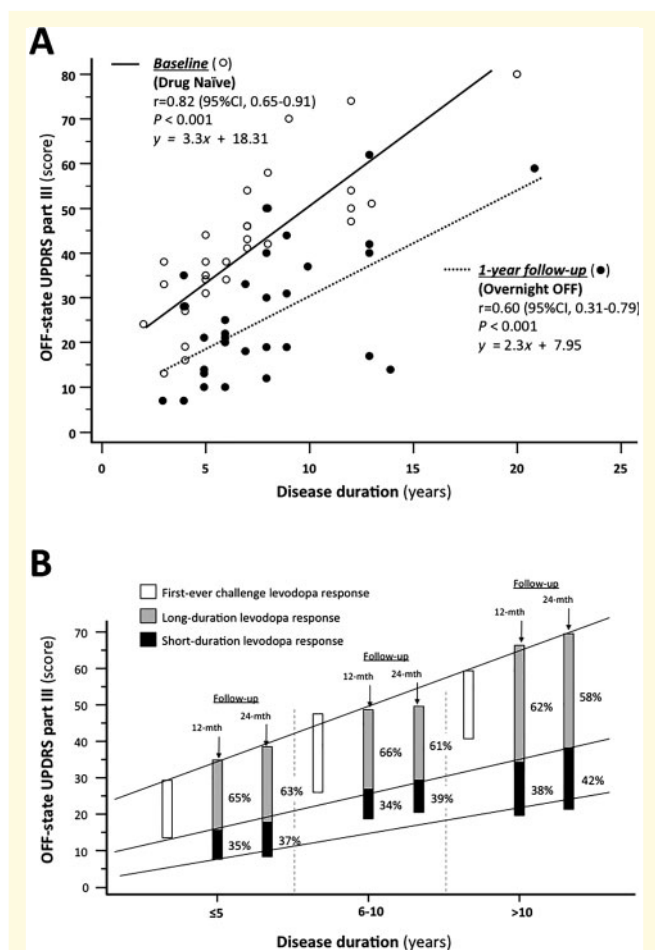 A
Baseline (○)
(Drug Naïve)
r=0.82 (95%CI, 0.65-0.91)
P < 0.001
y = 3.3x + 18.31
1-year follow-up (●)
(Overnight OFF)
r=0.60 (95%CI, 0.31-0.79)
P < 0.001
y = 2.3x + 7.95
OFF-state UPDRS part III (score)
80
70
60
50
40
30
20
10
0
0 5 10 15 20 25
Disease duration (years)
B
First-ever challenge levodopa response
Long-duration levodopa response
Short-duration levodopa response
OFF-state UPDRS part III (score)
70
60
50
40
30
20
10
0
Follow-up
12-mth
24-mth
65%
63%
35%
37%
Follow-up
12-mth
24-mth
66%
61%
34%
39%
Follow-up
12-mth
24-mth
62%
58%
38%
42%
≤5 6-10 >10
Disease duration (years)